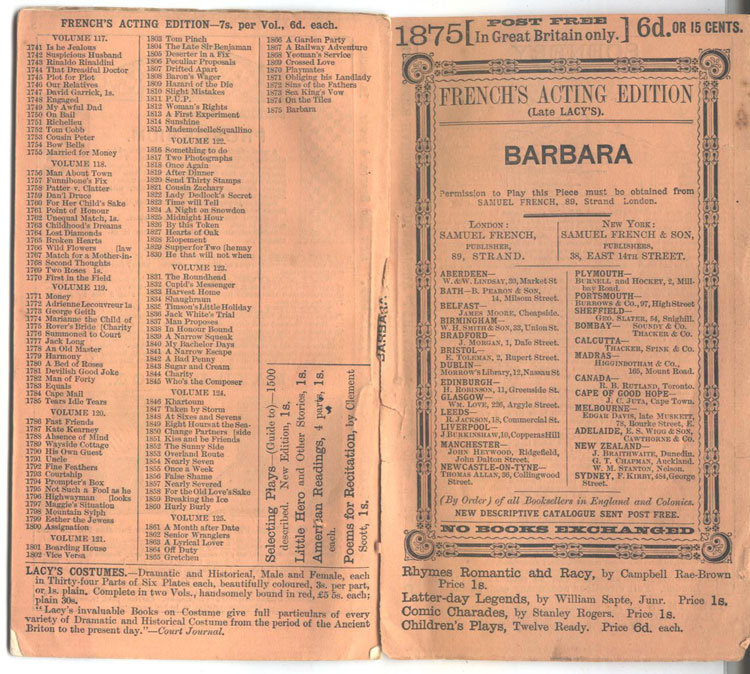 FRENCH'S ACTING EDITION—7s. per Vol., 6d. each.
VOLUME 117.
1741 Is he Jealous
1742 Suspicious Husband
1743 Rinaldo Rinaldini
1744 That Dreadful Doctor
1745 Plot for Plot
1746 Our Relatives
1747 David Garrick, 1s.
1748 Engaged
1749 My Awful Dad
1750 On Bail
1751 Richelieu
1752 Tom Cobb
1753 Cousin Peter
1754 Bow Bells
1755 Married for Money
VOLUME 118.
1756 Man About Town
1757 Funnibone's Fix
1758 Patter v. Clatter
1759 Dan'l Druce
1760 For Her Child's Sake
1761 Point of Honour
1762 Unequal Match, 1s.
1763 Childhood's Dreams
1764 Lost Diamonds
1765 Broken Hearts
1766 Wild Flowers [law
1767 Match for a Mother-in-
1768 Second Thoughts
1769 Two Roses 1s.
1770 First in the Field
VOLUME 119.
1771 Money
1772 Adrienne Lecouvreur 1s
1773 George Geith
1774 Marianne the Child of
1775 Rover's Bride [Charity
1776 Summoned to Court
1777 Jack Long
1778 An Old Master
1779 Harmony
1780 A Bed of Roses
1781 Devilish Good Joke
1782 Man of Forty
1783 Equals
1784 Cape Mail
1785 Tears Idle Tears
VOLUME 120.
1786 Fast Friends
1787 Kate Kearney
1788 Absence of Mind
1789 Wayside Cottage
1790 His Own Guest
1791 Uncle
1792 Fine Feathers
1793 Courtship
1794 Prompter's Box
1795 Not Such a Fool as he
1796 Highwayman [looks
1797 Maggie's Situation
1798 Mountain Sylph
1799 Esther the Jewess
1800 Assignation
VOLUME 121.
1801 Boarding House
1802 Vice Versa
1803 Tom Pinch
1804 The Late Sir Benjamin
1805 Deserter in a Fix
1806 Peculiar Proposals
1807 Drifted Apart
1808 Baron's Wager
1809 Hazard of the Die
1810 Slight Mistakes
1811 P.U.P.
1812 Woman's Rights
1813 A First Experiment
1814 Sunshine
1815 MademoiselleSquallino
VOLUME 122.
1816 Something to do
1817 Two Photographs
1818 Once Again
1819 After Dinner
1820 Send Thirty Stamps
1821 Cousin Zachary
1822 Lady Dedlock's Secret
1823 Time will Tell
1824 A Night on Snowden
1825 Midnight Hour
1826 By this Token
1827 Hearts of Oak
1828 Elopement
1829 Supper for Two [he may
1830 He that will not when
VOLUME 123.
1831 The Roundhead
1832 Cupid's Messenger
1833 Harvest Home
1834 Shanghraun
1835 Timson's Little Holiday
1836 Jack White's Trial
1837 Man Proposes
1838 In Honour Bound
1839 A Narrow Squeak
1840 My Bachelor Days
1841 A Narrow Escape
1842 A Bad Penny
1843 Sugar and Cream
1844 Charity
1845 Who's the Composer
VOLUME 124.
1846 Khartoum
1847 Taken by Storm
1848 At Sixes and Sevens
1849 Eight Hours at the Sea-
1850 Change Partners [side
1851 Kiss and be Friends
1852 The Sunny Side
1853 Overland Route
1854 Nearly Seven
1855 Once a Week
1856 False Shame
1857 Nearly Severed
1858 For the Old Love's Sake
1859 Breaking the Ice
1860 Hurly Burly
VOLUME 125.
1861 A Month after Date
1862 Senior Wranglers
1863 A Lyrical Lover
1864 Off Duty
1865 Gretchen
1866 A Garden Party
1867 A Railway Adventure
1868 Yeoman's Service
1869 Crossed Love
1870 Playmates
1871 Obliging his Landlady
1872 Sins of the Fathers
1873 Sea King's Vow
1874 On the Tiles
1875 Barbara
Selecting Plays (Guide to)—1500
described. New Edition, 1s.
Little Hero and Other Stories, 1s.
American Readings, 4 parts, 1s.
each.
Poems for Recitation, by Clement
Scott, 1s.
LACY'S COSTUMES.—Dramatic and Historical, Male and Female, each
in Thirty-four Parts of Six Plates each, beautifully coloured, 3s. per part,
or 1s. plain. Complete in two Vols., handsomely bound in red, £5 5s. each;
plain 30s.
"Lacy's invaluable Books on Costume give full particulars of every
variety of Dramatic and Historical Costume from the period of the Ancient
Briton to the present day."—Court Journal.
BARBARA
1875 [POST FREE In Great Britain only.] 6d. OR 15 CENTS.
FRENCH'S ACTING EDITION
(Late LACY'S).
BARBARA
Permission to Play this Piece must be obtained from
SAMUEL FRENCH, 89, Strand London.
LONDON:
SAMUEL FRENCH,
PUBLISHER,
89, STRAND.
NEW YORK:
SAMUEL FRENCH & SON,
PUBLISHERS,
38, EAST 14TH STREET.
ABERDEEN—
W. & W. LINDSAY, 30, Market St
BATH—B. PEARON & SON,
14, Milsom Street.
BELFAST—
JAMES MOORE, Cheapside.
BIRMINGHAM—
W. H. SMITH & SON, 33, Union St.
BRADFORD—
J. MORGAN, 1, Dale Street.
BRISTOL—
E. TOLEMAN, 2, Rupert Street.
DUBLIN—
MORROW'S Library, 12, Nassau St
EDINBURGH—
H. ROBINSON, 11, Greenside St.
GLASGOW—
WM. LOVE, 226, Argyle Street.
LEEDS—
R. JACKSON, 18, Commercial St.
LIVERPOOL—
J BURKINSHAW, 10, Copperas Hill
MANCHESTER—
JOHN HEYWOOD, Ridgefield,
John Dalton Street.
NEWCASTLE-ON-TYNE—
THOMAS ALLAN, 38, Collingwood
Street.
PLYMOUTH—
BURNELL AND HOCKEY, 2, Mill-
bay Road.
PORTSMOUTH—
BURROWS & CO., 97, High Street
SHEFFIELD—
GEO. SLATER, 54, Snighill.
BOMBAY— SOUNDY & CO.
THACKER & CO.
CALCUTTA—
THACKER, SPINK & CO.
MADRAS—
HIGGINBOTHAM & CO.,
165, Mount Road.
CANADA—
R. B. RUTLAND, Toronto.
CAPE OF GOOD HOPE—
J. C. JUTA, Cape Town.
MELBOURNE—
EDGAR DAVIS, late MUSKETT,
78, Bourke Street, E.
ADELAIDE, E. S. WIGG & SON,
CAWTHORNE & CO.
NEW ZEALAND—
J. BRAITHWAITE, Dunedin.
G. T. CHAPMAN, Auckland.
W. M. STANTON, Nelson.
SYDNEY, F. KIRBY, 484, George
Street.
(By Order) of all Booksellers in England and Colonies.
NEW DESCRIPTIVE CATALOGUE SENT POST FREE.
NO BOOKS EXCHANGED
Rhymes Romantic and Racy, by Campbell Rae-Brown
Price 1s.
Latter-day Legends, by William Sapte, Junr. Price 1s.
Comic Charades, by Stanley Rogers. Price 1s.
Children's Plays, Twelve Ready. Price 6d. each.